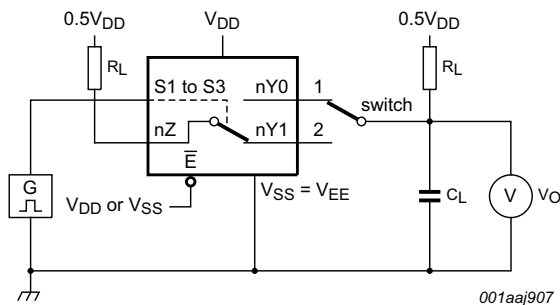 0.5VDD
VDD
0.5VDD
RL
RL
S1 to S3
nY0
1
switch
nZ
nY1
2
E
G
VDD or VSS
VSS = VEE
CL
V
VO
001aaj907